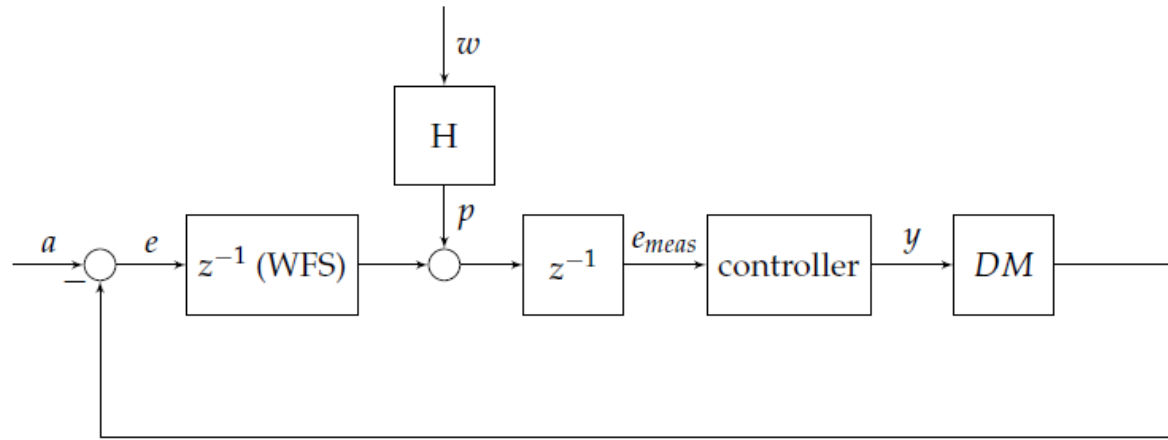 w
H
p
a
−
e
z⁻¹ (WFS)
z⁻¹
e_meas
controller
y
DM